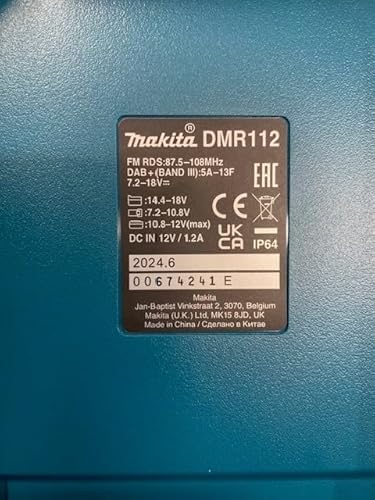 makita® DMR112
FM RDS:87.5-108MHz
DAB+(BAND III):5A-13F
7.2-18V⎓
:14.4-18V
:7.2-10.8V
:10.8-12V(max)
DC IN 12V / 1.2A
EAC
CE
UK
CA
IP64
2024.6
00674241 E
Makita
Jan-Baptist Vinkstraat 2, 3070, Belgium
Makita (U.K.) Ltd, MK15 8JD, UK
Made in China / Сделано в Китае